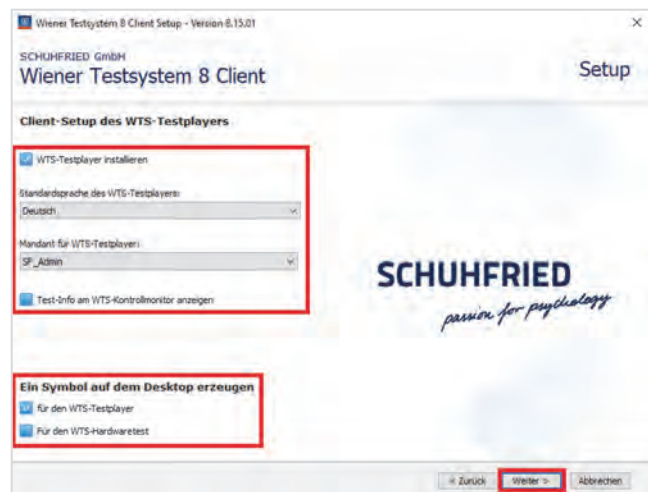 Wiener Testsystem 8 Client Setup - Version 8.15.01
SCHUHFRIED GmbH
Wiener Testsystem 8 Client
Setup
Client-Setup des WTS-Testplayers
WTS-Testplayer installieren
Standardsprache des WTS-Testplayers:
Deutsch
Mandant für WTS-Testplayer:
SF_Admin
Test-Info am WTS-Kontrollmonitor anzeigen
SCHUHFRIED
passion for psychology
Ein Symbol auf dem Desktop erzeugen
für den WTS-Testplayer
Für den WTS-Hardwaretest
< Zurück Weiter > Abbrechen